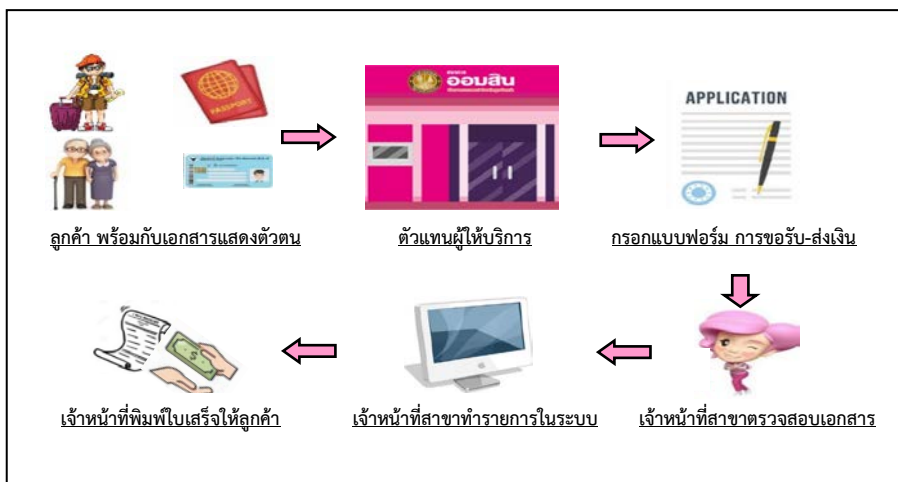 PASSPORT
ธนาคาร
ออมสิน
APPLICATION
ลูกค้า พร้อมกับเอกสารแสดงตัวตน
ตัวแทนผู้ให้บริการ
กรอกแบบฟอร์ม การขอรับ-ส่งเงิน
เจ้าหน้าที่พิมพ์ใบเสร็จให้ลูกค้า
เจ้าหน้าที่สาขาทำรายการในระบบ
เจ้าหน้าที่สาขาตรวจสอบเอกสาร